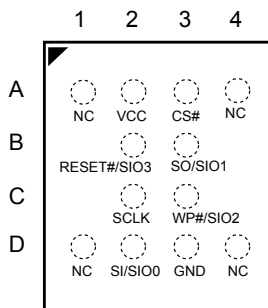 1 2 3 4
A
NC VCC CS# NC
B
RESET#/SIO3 SO/SIO1
C
SCLK WP#/SIO2
D
NC SI/SIO0 GND NC